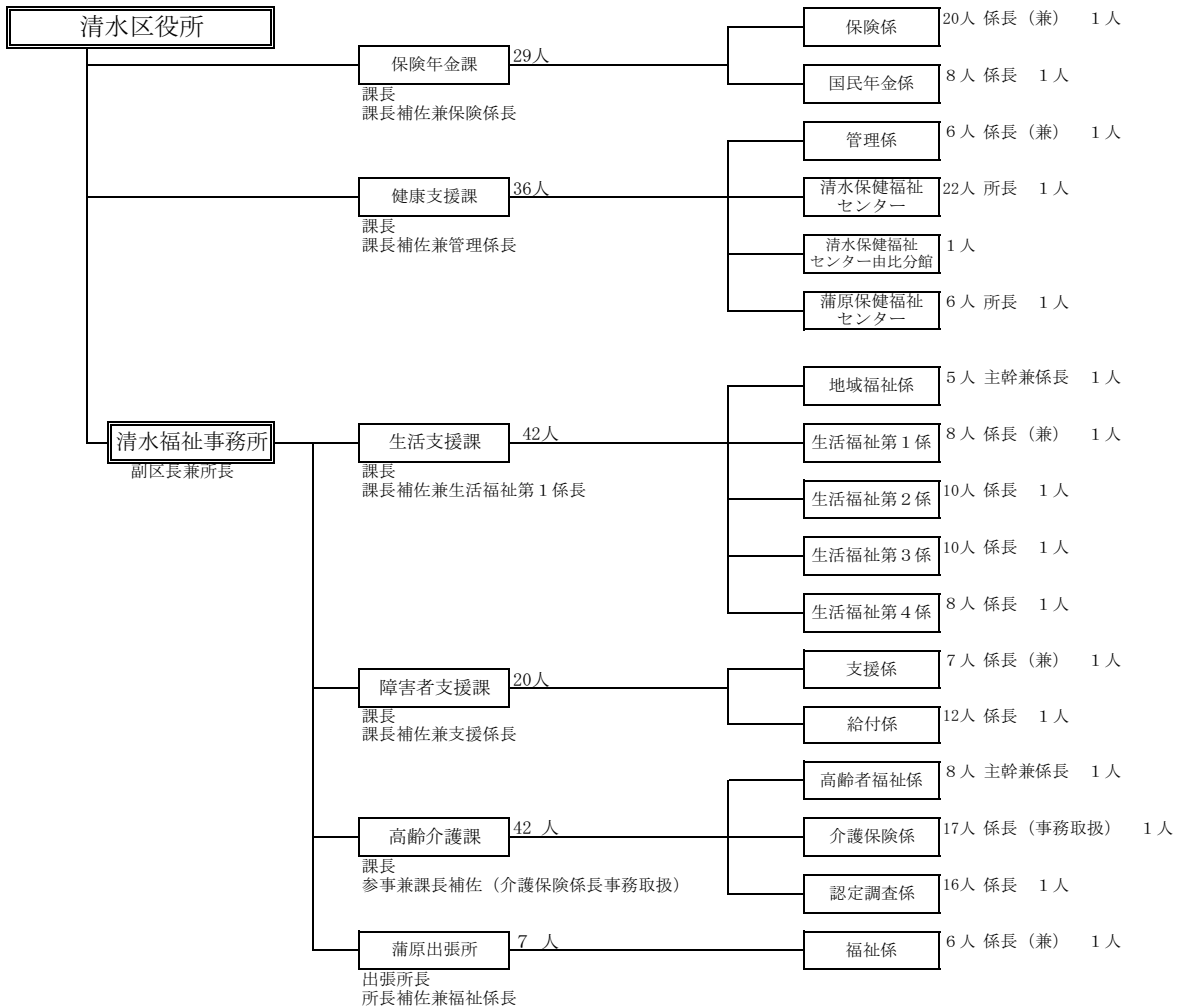 清水区役所
保険年金課 29人
課長
課長補佐兼保険係長
保険係 20人 係長（兼） １人
国民年金係 8人 係長 １人
健康支援課 36人
課長
課長補佐兼管理係長
管理係 6人 係長（兼） １人
清水保健福祉
センター 22人 所長 １人
清水保健福祉
センター由比分館 1人
蒲原保健福祉
センター 6人 所長 １人
清水福祉事務所
副区長兼所長
生活支援課 42人
課長
課長補佐兼生活福祉第１係長
地域福祉係 5人 主幹兼係長 １人
生活福祉第１係 8人 係長（兼） １人
生活福祉第２係 10人 係長 １人
生活福祉第３係 10人 係長 １人
生活福祉第４係 8人 係長 １人
障害者支援課 20人
課長
課長補佐兼支援係長
支援係 7人 係長（兼） １人
給付係 12人 係長 １人
高齢介護課 42 人
課長
参事兼課長補佐（介護保険係長事務取扱）
高齢者福祉係 8人 主幹兼係長 １人
介護保険係 17人 係長（事務取扱） １人
認定調査係 16人 係長 １人
蒲原出張所 7 人
出張所長
所長補佐兼福祉係長
福祉係 6人 係長（兼） １人